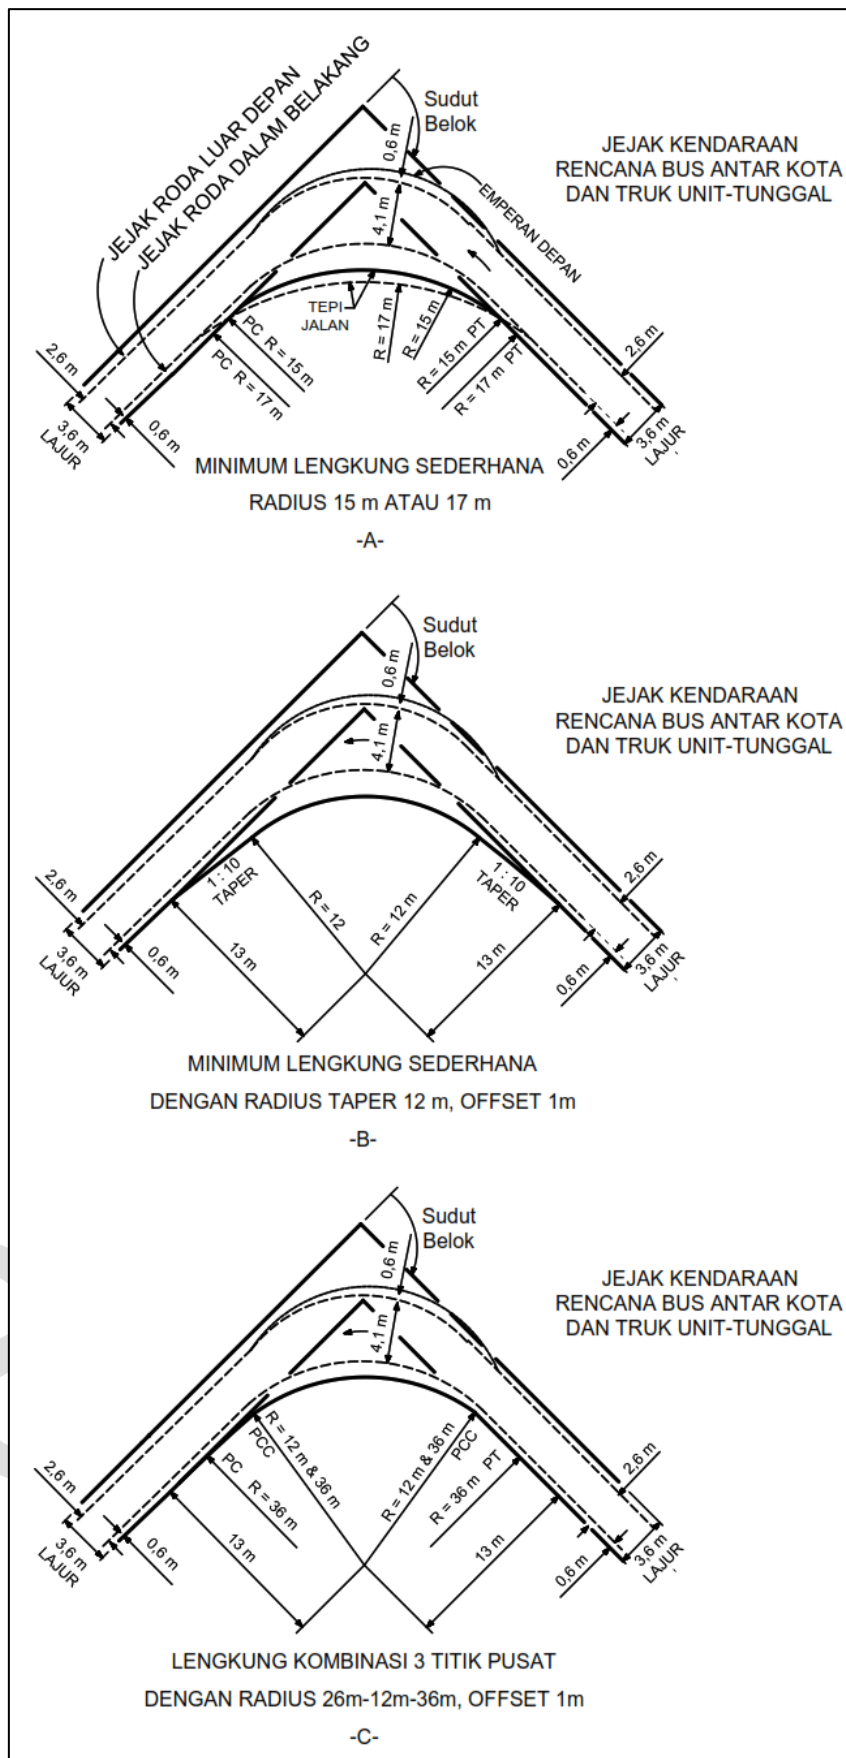 JEJAK RODA LUAR DEPAN
JEJAK RODA DALAM BELAKANG
Sudut
Belok
0,6 m
JEJAK KENDARAAN
RENCANA BUS ANTAR KOTA
DAN TRUK UNIT-TUNGGAL
EMPERAN DEPAN
4,1 m
TEPI
JALAN
PC R = 15 m
PC R = 17 m
R = 17 m
R = 15 m
R = 15 m PT
R = 17 m PT
2,6 m
3,6 m
LAJUR
0,6 m
2,6 m
0,6 m
3,6 m
LAJUR
MINIMUM LENGKUNG SEDERHANA
RADIUS 15 m ATAU 17 m
-A-
Sudut
Belok
0,6 m
JEJAK KENDARAAN
RENCANA BUS ANTAR KOTA
DAN TRUK UNIT-TUNGGAL
4,1 m
1 : 10
TAPER
R = 12
R = 12 m
1 : 10
TAPER
2,6 m
3,6 m
LAJUR
0,6 m
13 m
13 m
2,6 m
0,6 m
3,6 m
LAJUR
MINIMUM LENGKUNG SEDERHANA
DENGAN RADIUS TAPER 12 m, OFFSET 1m
-B-
Sudut
Belok
0,6 m
JEJAK KENDARAAN
RENCANA BUS ANTAR KOTA
DAN TRUK UNIT-TUNGGAL
4,1 m
R = 12 m & 36 m
PCC
PC R = 36 m
R = 12 m & 36 m
PCC
R = 36 m PT
2,6 m
3,6 m
LAJUR
0,6 m
13 m
13 m
2,6 m
0,6 m
3,6 m
LAJUR
LENGKUNG KOMBINASI 3 TITIK PUSAT
DENGAN RADIUS 26m-12m-36m, OFFSET 1m
-C-